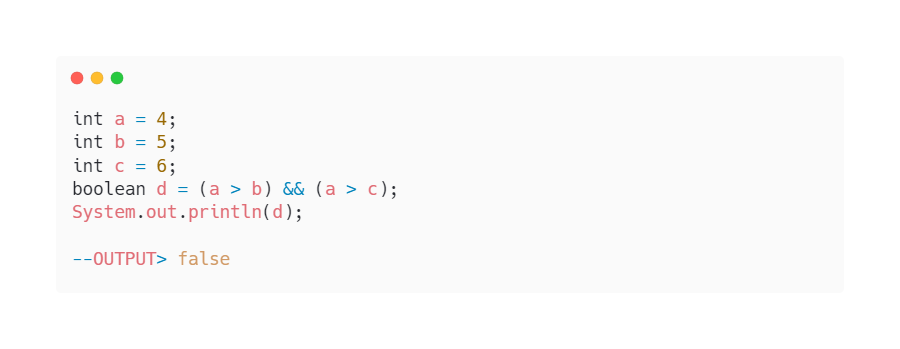 int a = 4;
int b = 5;
int c = 6;
boolean d = (a > b) && (a > c);
System.out.println(d);
--OUTPUT> false